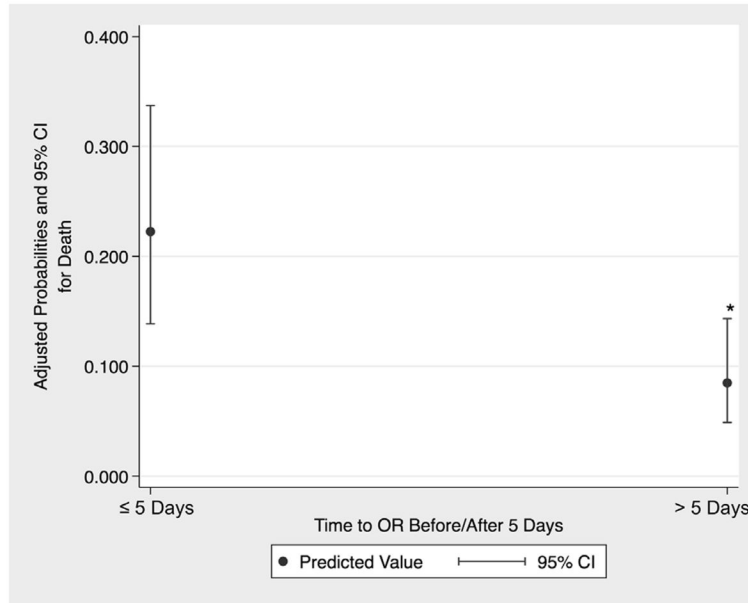 0.400
0.300
0.200
0.100
0.000
Adjusted Probabilities and 95% CI
for Death
*
≤ 5 Days
> 5 Days
Time to OR Before/After 5 Days
Predicted Value
95% CI